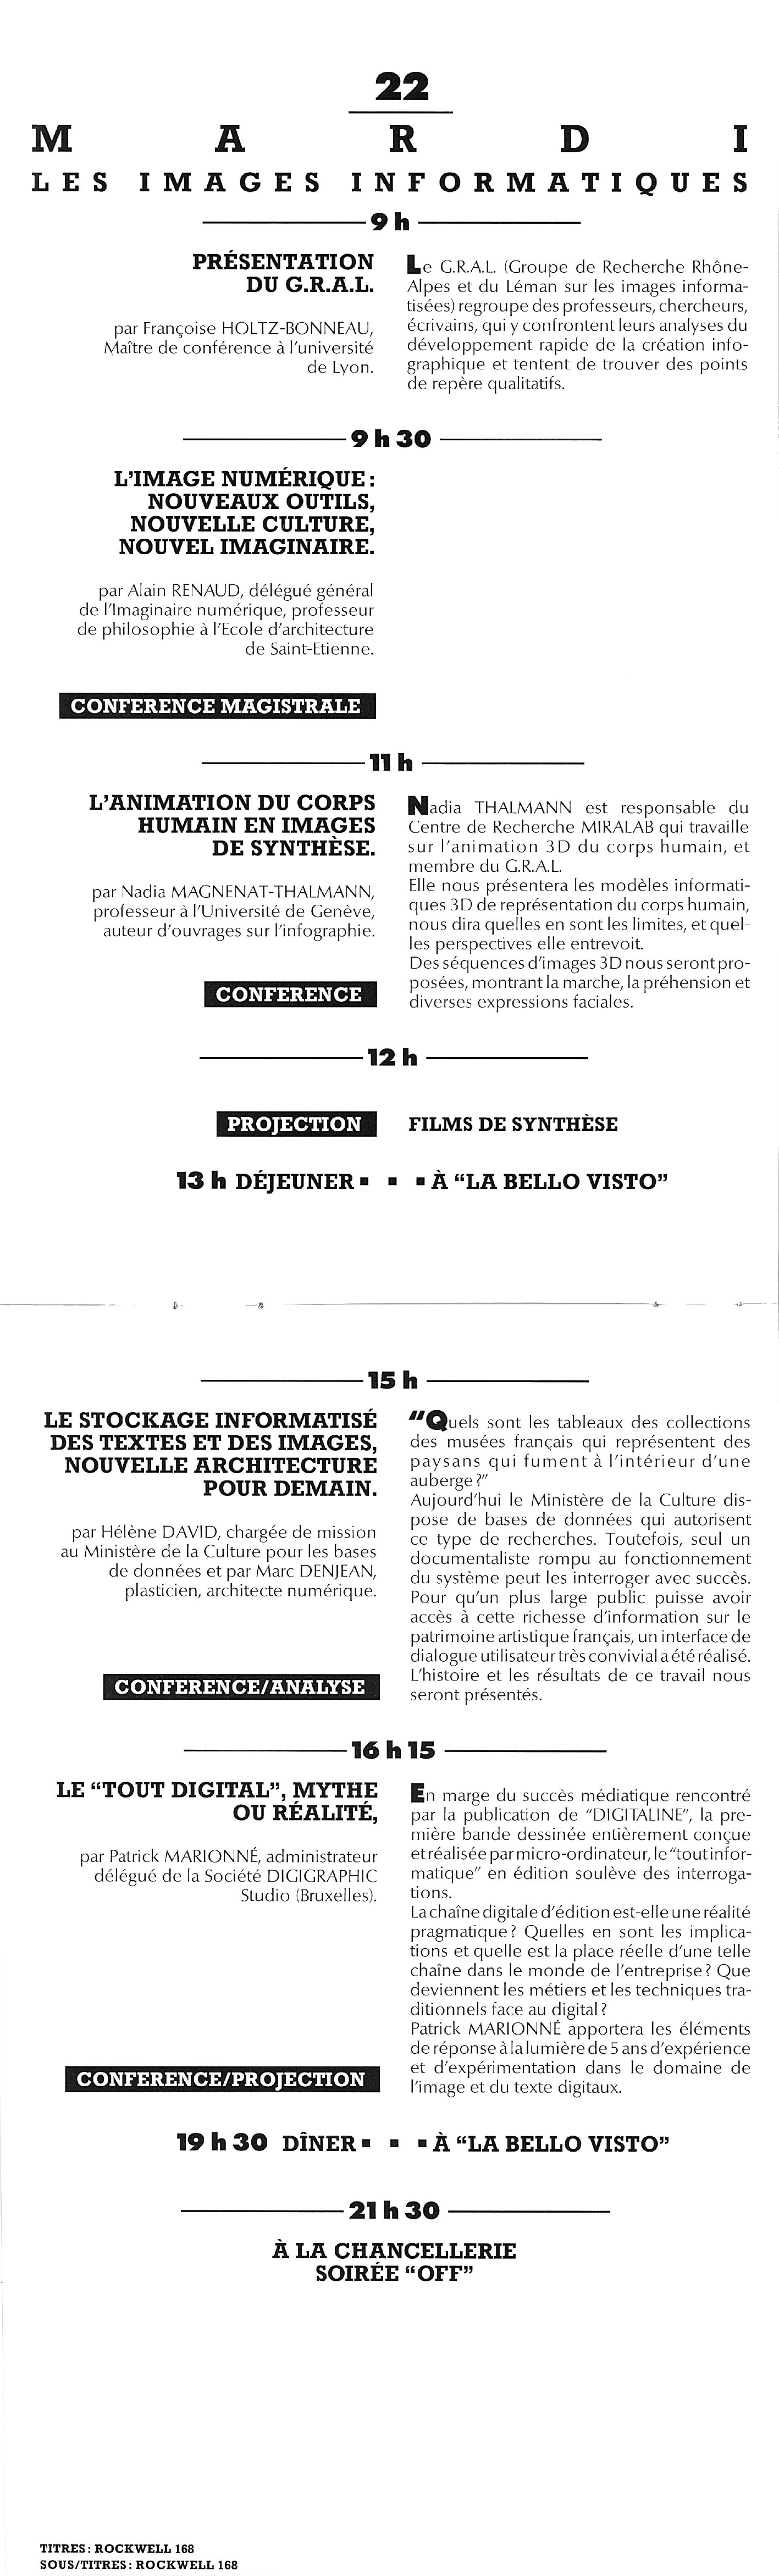 22
MARDI
LES IMAGES INFORMATIQUES
9 h
PRÉSENTATION
DU G.R.A.L.
par Françoise HOLTZ-BONNEAU,
Maître de conférence à l'université
de Lyon.
Le G.R.A.L. (Groupe de Recherche Rhône-
Alpes et du Léman sur les images informa-
tisées) regroupe des professeurs, chercheurs,
écrivains, qui y confrontent leurs analyses du
développement rapide de la création info-
graphique et tentent de trouver des points
de repère qualitatifs.
9 h 30
L'IMAGE NUMÉRIQUE :
NOUVEAUX OUTILS,
NOUVELLE CULTURE,
NOUVEL IMAGINAIRE.
par Alain RENAUD, délégué général
de l'Imaginaire numérique, professeur
de philosophie à l'Ecole d'architecture
de Saint-Etienne.
CONFERENCE MAGISTRALE
11 h
L'ANIMATION DU CORPS
HUMAIN EN IMAGES
DE SYNTHÈSE.
par Nadia MAGNENAT-THALMANN,
professeur à l'Université de Genève,
auteur d'ouvrages sur l'infographie.
CONFERENCE
Nadia THALMANN est responsable du
Centre de Recherche MIRALAB qui travaille
sur l'animation 3D du corps humain, et
membre du G.R.A.L.
Elle nous présentera les modèles informati-
ques 3D de représentation du corps humain,
nous dira quelles en sont les limites, et quel-
les perspectives elle entrevoit.
Des séquences d'images 3D nous seront pro-
posées, montrant la marche, la préhension et
diverses expressions faciales.
12 h
PROJECTION FILMS DE SYNTHÈSE
13 h DÉJEUNER ▪ ▪ ▪ À “LA BELLO VISTO”
15 h
LE STOCKAGE INFORMATISÉ
DES TEXTES ET DES IMAGES,
NOUVELLE ARCHITECTURE
POUR DEMAIN.
par Hélène DAVID, chargée de mission
au Ministère de la Culture pour les bases
de données et par Marc DENJEAN,
plasticien, architecte numérique.
CONFERENCE/ANALYSE
“Quels sont les tableaux des collections
des musées français qui représentent des
paysans qui fument à l'intérieur d'une
auberge ?”
Aujourd'hui le Ministère de la Culture dis-
pose de bases de données qui autorisent
ce type de recherches. Toutefois, seul un
documentaliste rompu au fonctionnement
du système peut les interroger avec succès.
Pour qu'un plus large public puisse avoir
accès à cette richesse d'information sur le
patrimoine artistique français, un interface de
dialogue utilisateur très convivial a été réalisé.
L'histoire et les résultats de ce travail nous
seront présentés.
16 h 15
LE “TOUT DIGITAL”, MYTHE
OU RÉALITÉ,
par Patrick MARIONNÉ, administrateur
délégué de la Société DIGIGRAPHIC
Studio (Bruxelles).
CONFERENCE/PROJECTION
En marge du succès médiatique rencontré
par la publication de “DIGITALINE”, la pre-
mière bande dessinée entièrement conçue
et réalisée par micro-ordinateur, le “tout infor-
matique” en édition soulève des interroga-
tions.
La chaîne digitale d'édition est-elle une réalité
pragmatique ? Quelles en sont les implica-
tions et quelle est la place réelle d'une telle
chaîne dans le monde de l'entreprise ? Que
deviennent les métiers et les techniques tra-
ditionnels face au digital ?
Patrick MARIONNÉ apportera les éléments
de réponse à la lumière de 5 ans d'expérience
et d'expérimentation dans le domaine de
l'image et du texte digitaux.
19 h 30 DÎNER ▪ ▪ ▪ À “LA BELLO VISTO”
21 h 30
À LA CHANCELLERIE
SOIRÉE “OFF”
TITRES : ROCKWELL 168
SOUS/TITRES : ROCKWELL 168